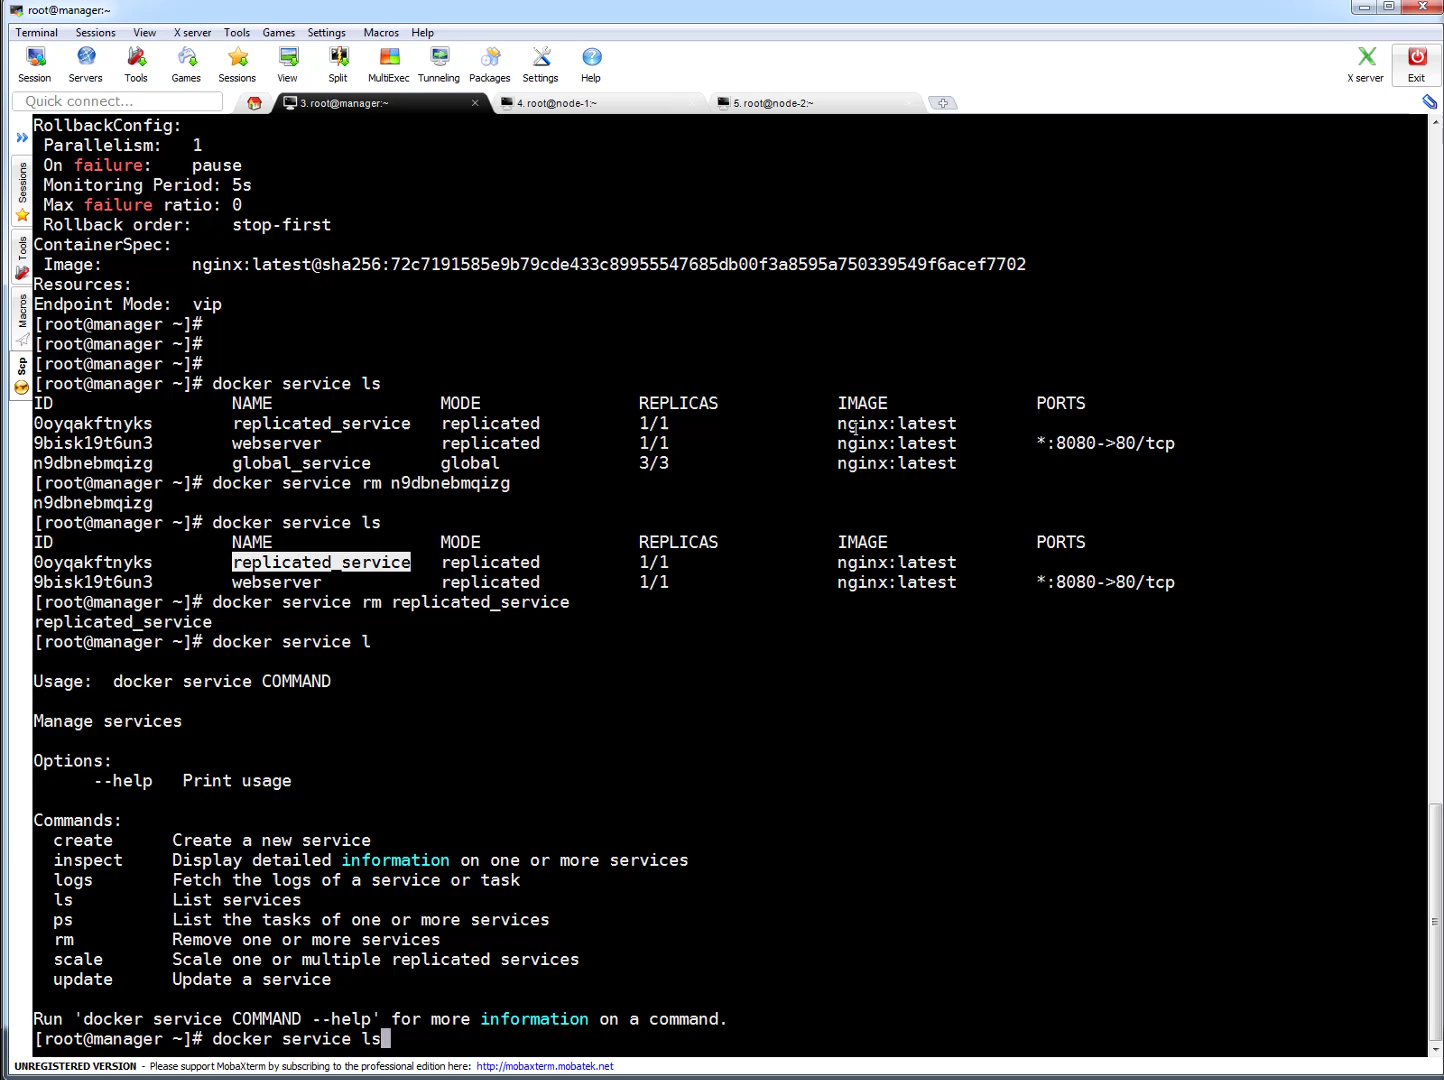 root@manager:~
Terminal Sessions View X server Tools Games Settings Macros Help
Session Servers Tools Games Sessions View Split MultiExec Tunneling Packages Settings Help X server Exit
Quick connect...
3. root@manager:~
4. root@node-1:~
5. root@node-2:~
Sessions
Tools
Macros
Scp
RollbackConfig:
Parallelism: 1
On failure: pause
Monitoring Period: 5s
Max failure ratio: 0
Rollback order: stop-first
ContainerSpec:
Image: nginx:latest@sha256:72c7191585e9b79cde433c89955547685db00f3a8595a750339549f6acef7702
Resources:
Endpoint Mode: vip
[root@manager ~]#
[root@manager ~]#
[root@manager ~]#
[root@manager ~]# docker service ls
ID NAME MODE REPLICAS IMAGE PORTS
0oyqakftnyks replicated_service replicated 1/1 nginx:latest
9bisk19t6un3 webserver replicated 1/1 nginx:latest *:8080->80/tcp
n9dbnebmqizg global_service global 3/3 nginx:latest
[root@manager ~]# docker service rm n9dbnebmqizg
n9dbnebmqizg
[root@manager ~]# docker service ls
ID NAME MODE REPLICAS IMAGE PORTS
0oyqakftnyks replicated_service replicated 1/1 nginx:latest
9bisk19t6un3 webserver replicated 1/1 nginx:latest *:8080->80/tcp
[root@manager ~]# docker service rm replicated_service
replicated_service
[root@manager ~]# docker service l
Usage: docker service COMMAND
Manage services
Options:
--help Print usage
Commands:
create Create a new service
inspect Display detailed information on one or more services
logs Fetch the logs of a service or task
ls List services
ps List the tasks of one or more services
rm Remove one or more services
scale Scale one or multiple replicated services
update Update a service
Run 'docker service COMMAND --help' for more information on a command.
[root@manager ~]# docker service ls
UNREGISTERED VERSION - Please support MobaXterm by subscribing to the professional edition here: http://mobaxterm.mobatek.net